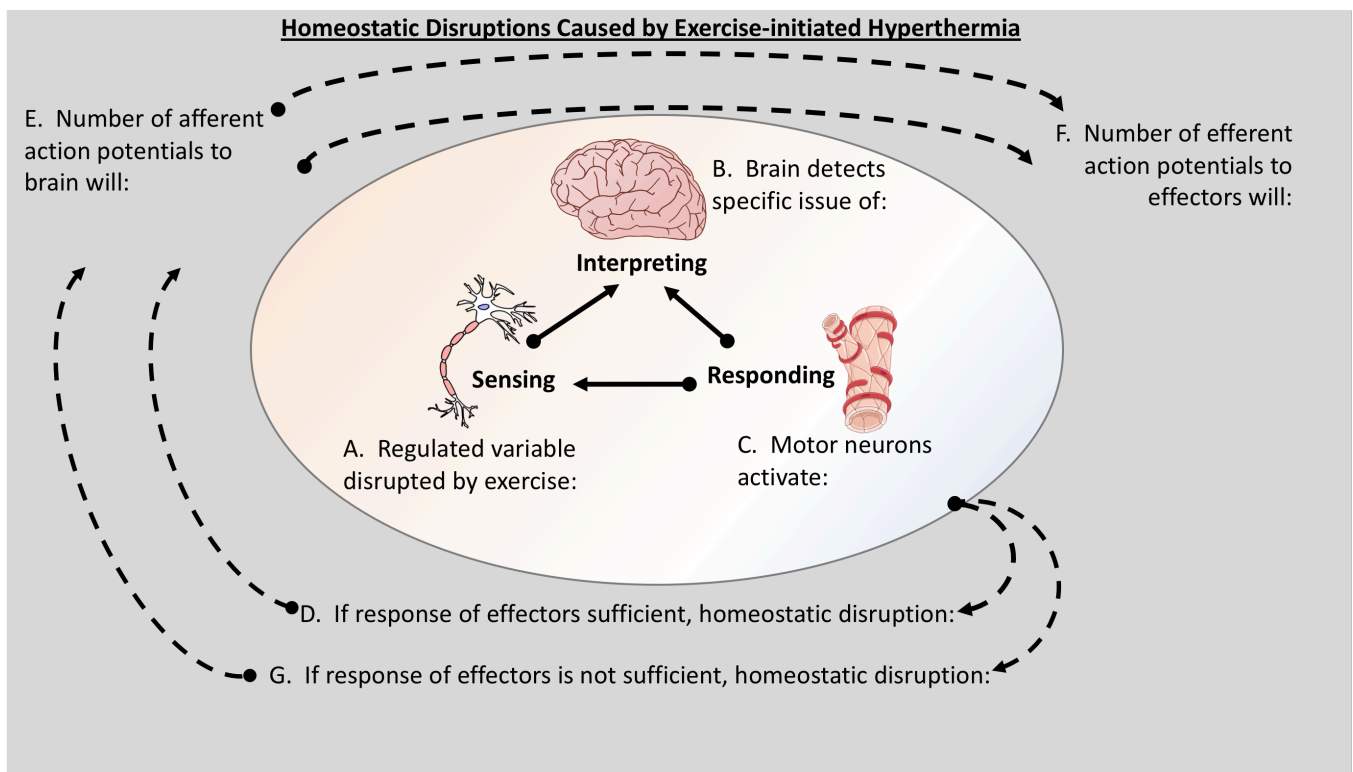 Homeostatic Disruptions Caused by Exercise-initiated Hyperthermia
E. Number of afferent
action potentials to
brain will:
F. Number of efferent
action potentials to
effectors will:
B. Brain detects
specific issue of:
Interpreting
Sensing
Responding
A. Regulated variable
disrupted by exercise:
C. Motor neurons
activate:
D. If response of effectors sufficient, homeostatic disruption:
G. If response of effectors is not sufficient, homeostatic disruption: